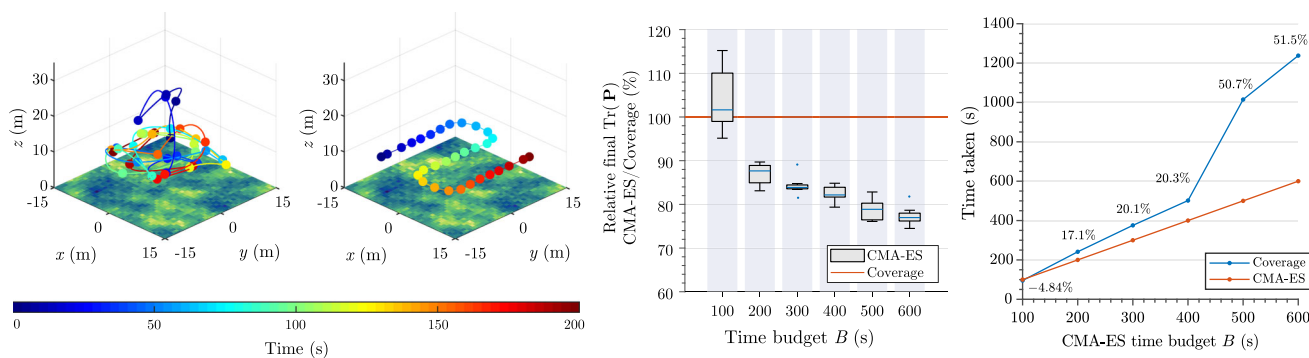 30
20
10
0
z (m)
-15
0
15
x (m)
-15
0
15
y (m)
30
20
10
0
z (m)
-15
0
15
x (m)
-15
0
15
y (m)
0 50 100 150 200
Time (s)
120
110
100
90
80
70
60
Relative final Tr(P)
CMA-ES/Coverage (%)
CMA-ES
Coverage
100 200 300 400 500 600
Time budget B (s)
1400
1200
1000
800
600
400
200
0
Time taken (s)
−4.84%
17.1%
20.1%
20.3%
50.7%
51.5%
Coverage
CMA-ES
100 200 300 400 500 600
CMA-ES time budget B (s)